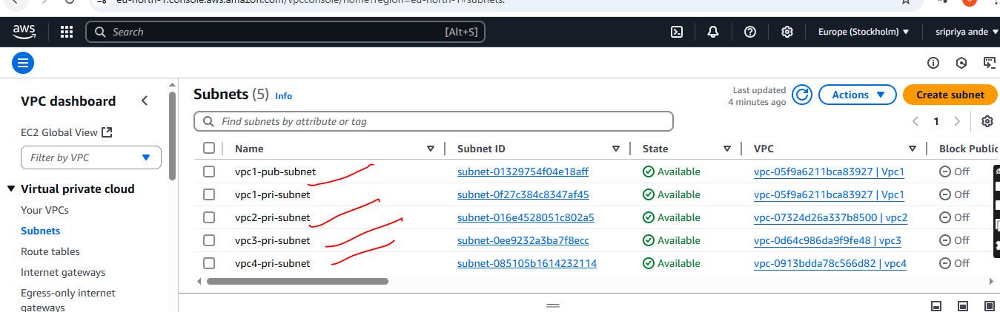 eu-north-1.console.aws.amazon.com/vpcconsole/home?region=eu-north-1#subnets:
aws Search [Alt+S] Europe (Stockholm) sripriya ande
VPC dashboard
EC2 Global View
Filter by VPC
Virtual private cloud
Your VPCs
Subnets
Route tables
Internet gateways
Egress-only internet
gateways
Subnets (5) Info
Last updated
4 minutes ago
Actions
Create subnet
Find subnets by attribute or tag
1
Name Subnet ID State VPC Block Public
vpc1-pub-subnet subnet-01329754f04e18aff Available vpc-05f9a6211bca83927 | Vpc1 Off
vpc1-pri-subnet subnet-0f27c384c8347af45 Available vpc-05f9a6211bca83927 | Vpc1 Off
vpc2-pri-subnet subnet-016e4528051c802a5 Available vpc-07324d26a337b8500 | vpc2 Off
vpc3-pri-subnet subnet-0ee9232a3ba7f8ecc Available vpc-0d64c986da9f9fe48 | vpc3 Off
vpc4-pri-subnet subnet-085105b1614232114 Available vpc-0913bdda78c566d82 | vpc4 Off